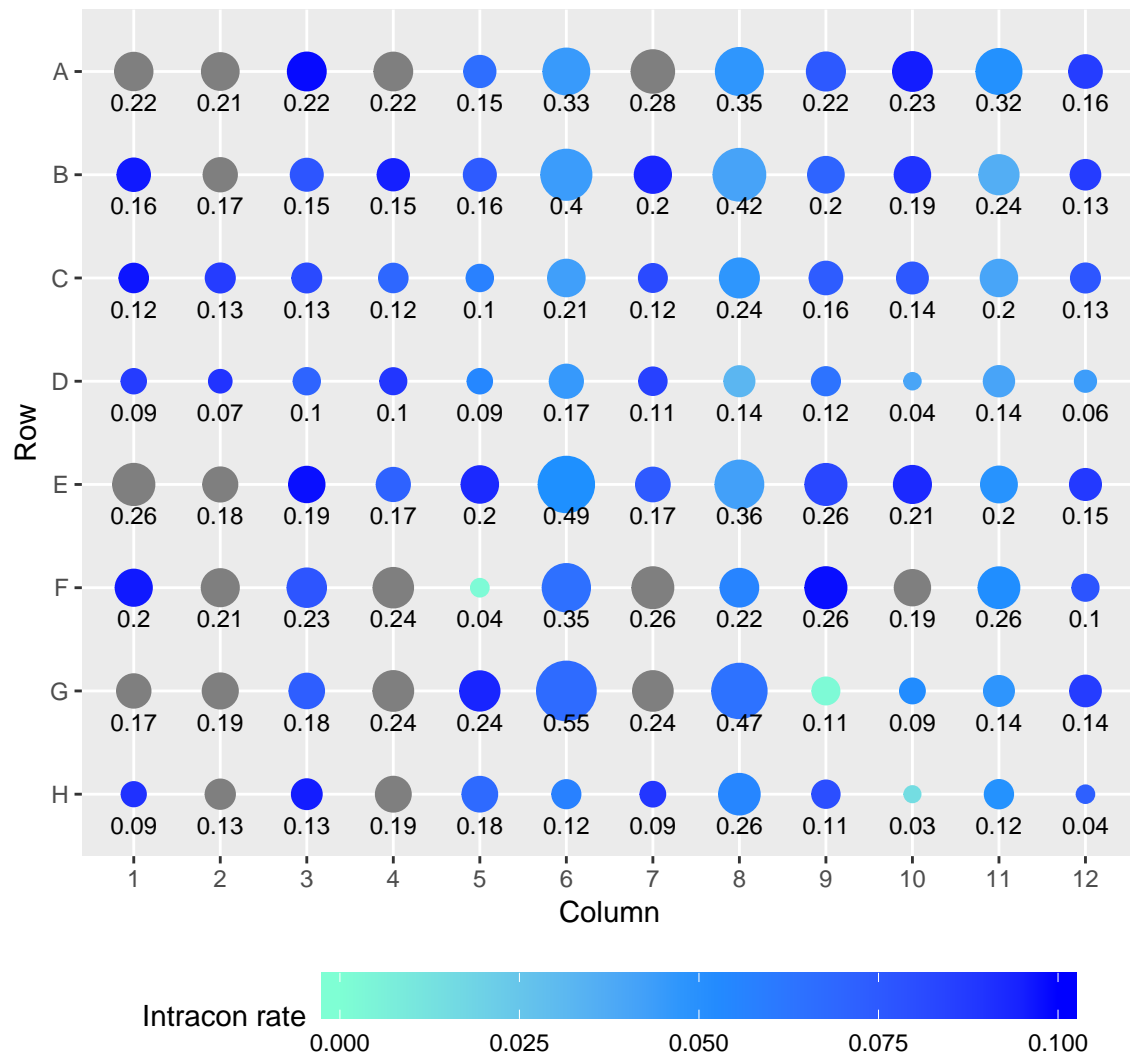 A
0.22 0.21 0.22 0.22 0.15 0.33 0.28 0.35 0.22 0.23 0.32 0.16
B
0.16 0.17 0.15 0.15 0.16 0.4 0.2 0.42 0.2 0.19 0.24 0.13
C
0.12 0.13 0.13 0.12 0.1 0.21 0.12 0.24 0.16 0.14 0.2 0.13
D
0.09 0.07 0.1 0.1 0.09 0.17 0.11 0.14 0.12 0.04 0.14 0.06
Row
E
0.26 0.18 0.19 0.17 0.2 0.49 0.17 0.36 0.26 0.21 0.2 0.15
F
0.2 0.21 0.23 0.24 0.04 0.35 0.26 0.22 0.26 0.19 0.26 0.1
G
0.17 0.19 0.18 0.24 0.24 0.55 0.24 0.47 0.11 0.09 0.14 0.14
H
0.09 0.13 0.13 0.19 0.18 0.12 0.09 0.26 0.11 0.03 0.12 0.04
1 2 3 4 5 6 7 8 9 10 11 12
Column
Intracon rate
0.000 0.025 0.050 0.075 0.100